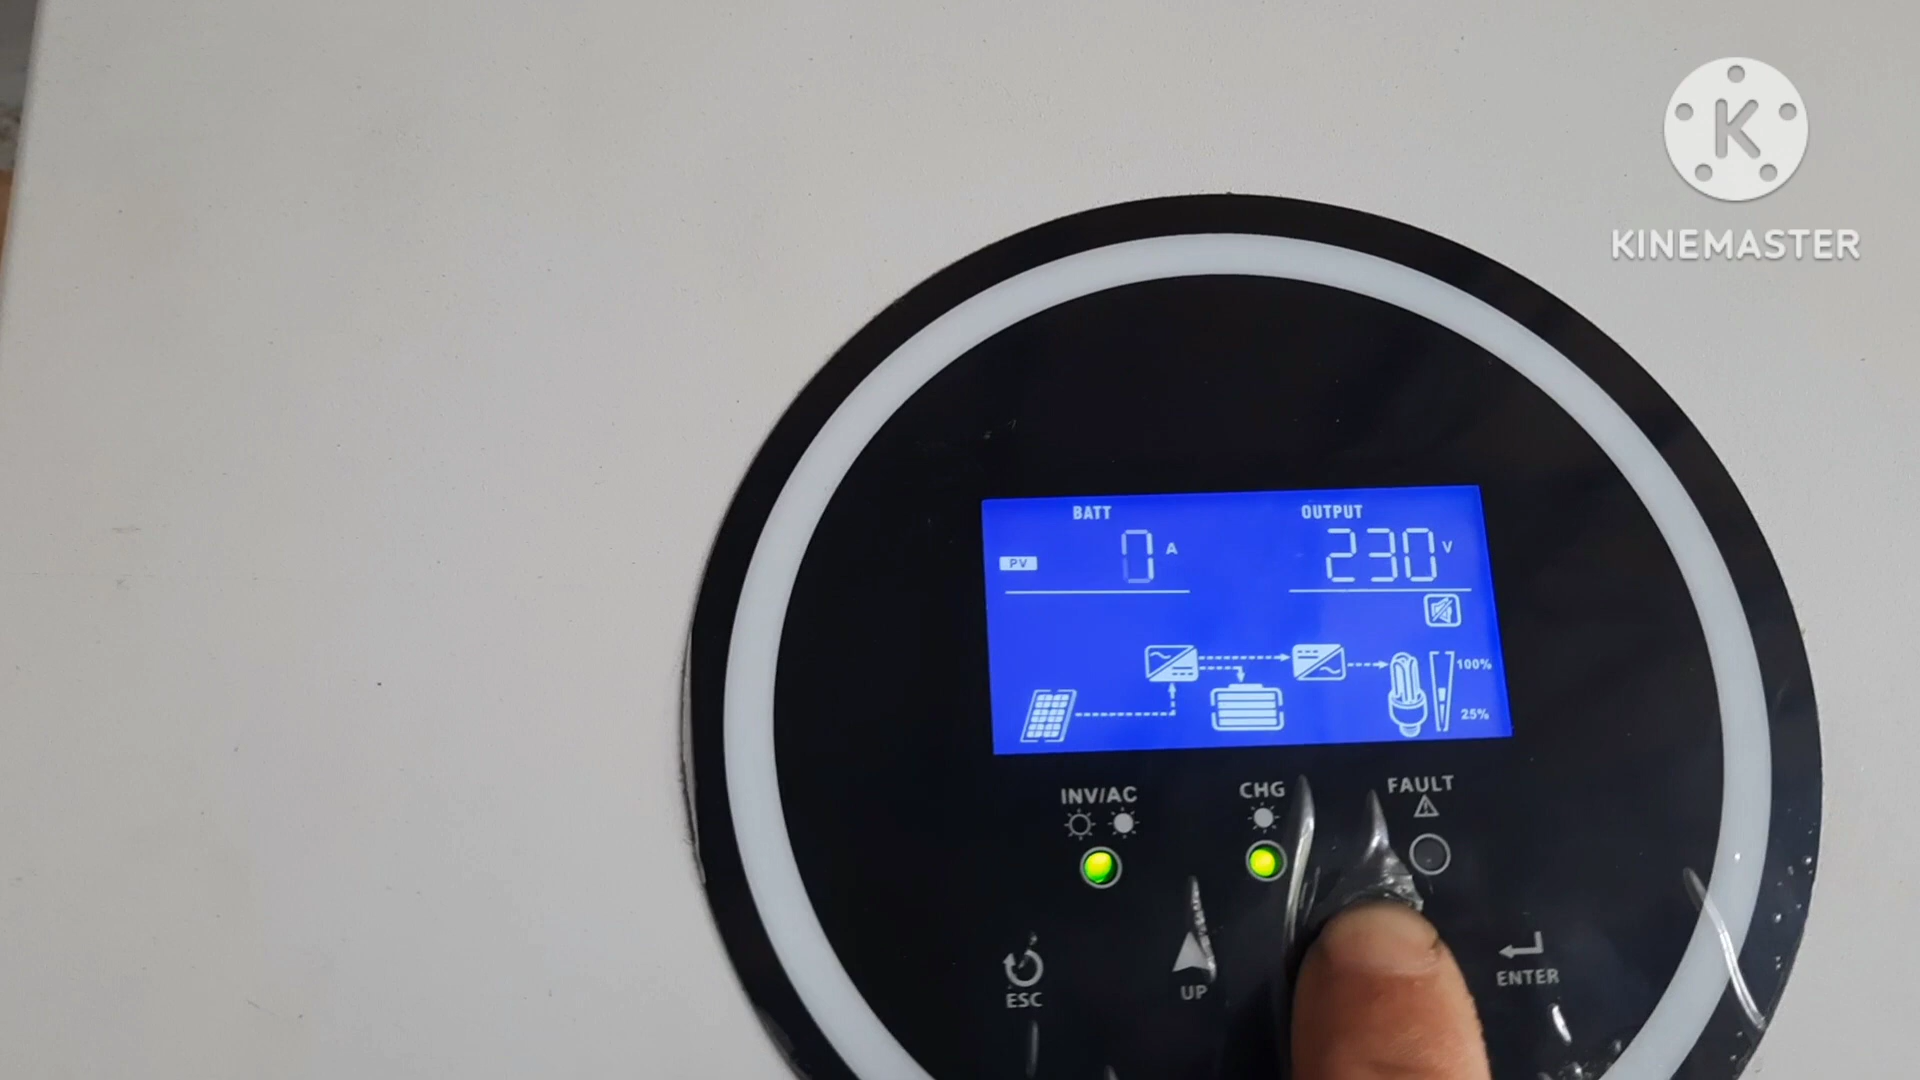 K
KINEMASTER
BATT OUTPUT
PV 0 A 230 V
100%
25%
INV/AC CHG FAULT
ESC UP ENTER